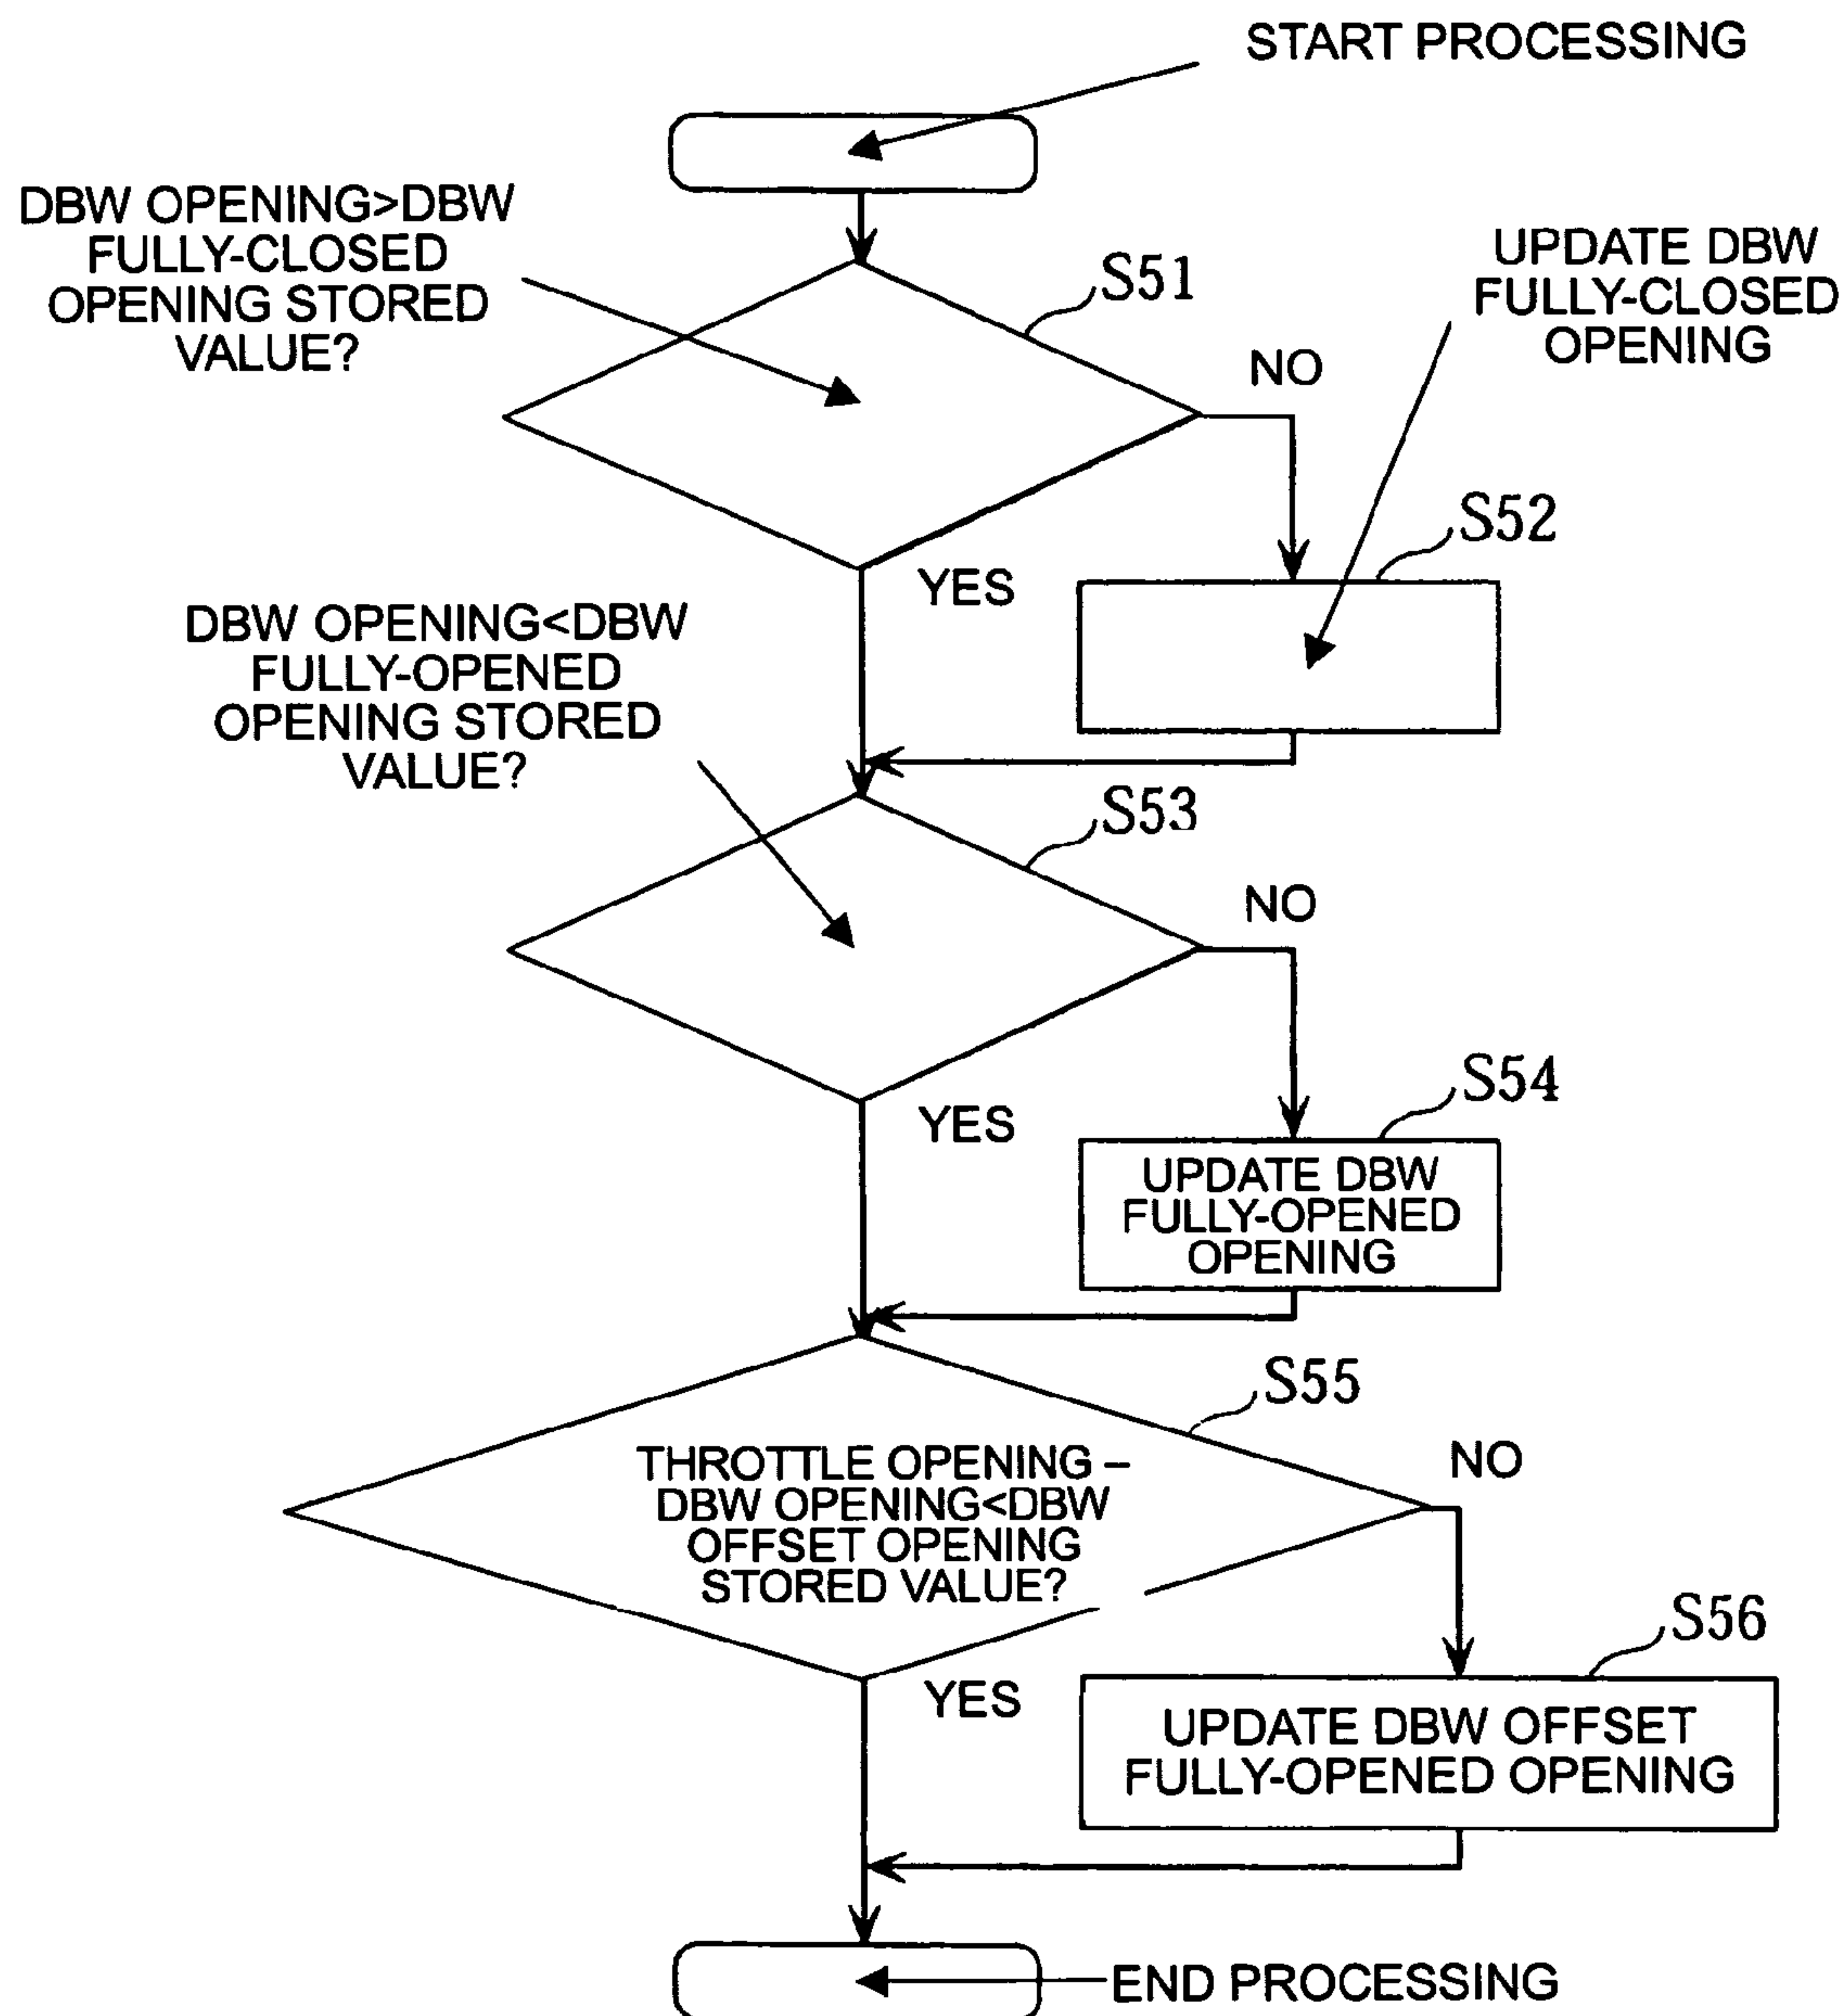 START PROCESSING
DBW OPENING>DBW
FULLY-CLOSED
OPENING STORED
VALUE?
S51
UPDATE DBW
FULLY-CLOSED
OPENING
NO
S52
YES
DBW OPENING<DBW
FULLY-OPENED
OPENING STORED
VALUE?
S53
NO
S54
YES
UPDATE DBW
FULLY-OPENED
OPENING
S55
THROTTLE OPENING –
DBW OPENING<DBW
OFFSET OPENING
STORED VALUE?
NO
S56
YES
UPDATE DBW OFFSET
FULLY-OPENED OPENING
END PROCESSING